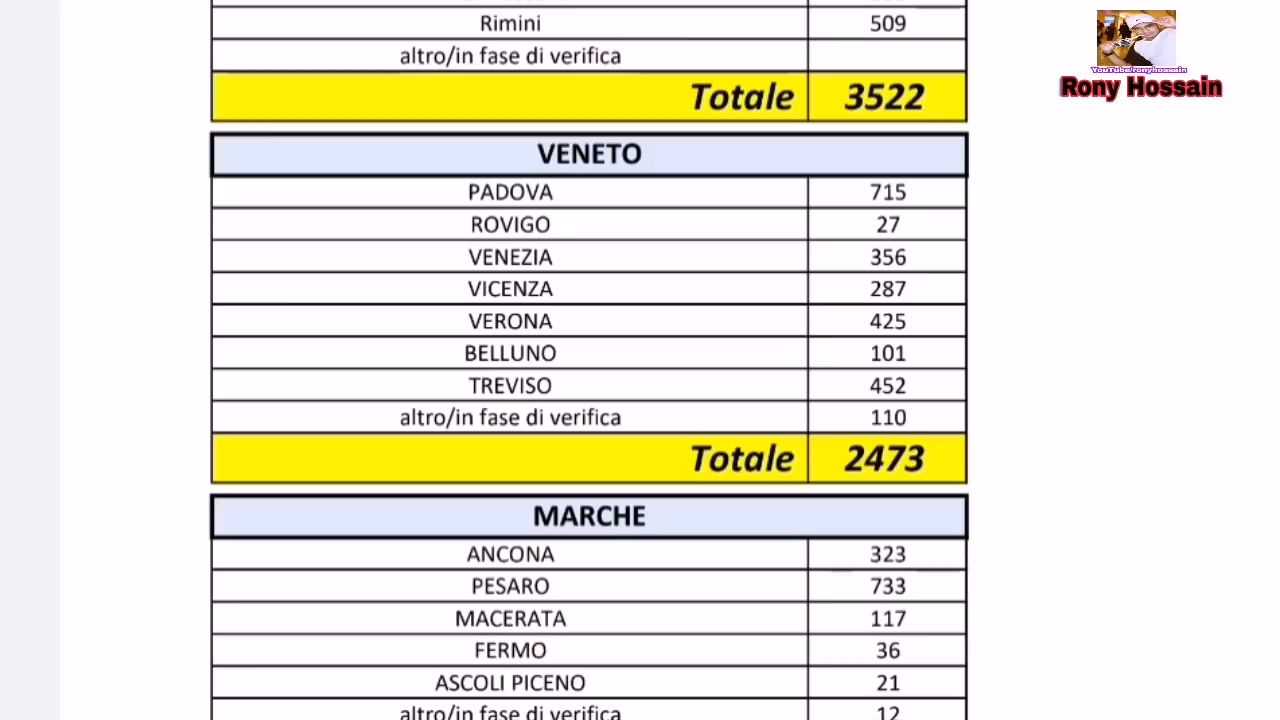 Rimini 509
altro/in fase di verifica
Totale 3522
VENETO
PADOVA 715
ROVIGO 27
VENEZIA 356
VICENZA 287
VERONA 425
BELLUNO 101
TREVISO 452
altro/in fase di verifica 110
Totale 2473
MARCHE
ANCONA 323
PESARO 733
MACERATA 117
FERMO 36
ASCOLI PICENO 21
altro/in fase di verifica 12
YouTube/ronyhossain
Rony Hossain